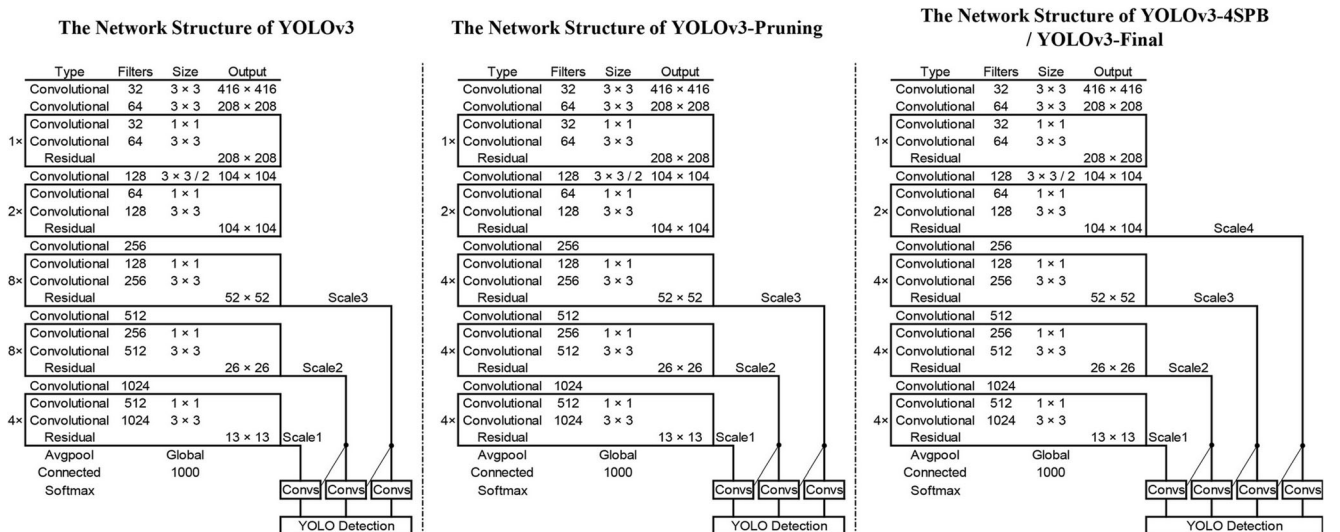 The Network Structure of YOLOv3
Type Filters Size Output
Convolutional 32 3 × 3 416 × 416
Convolutional 64 3 × 3 208 × 208
Convolutional 32 1 × 1
1× Convolutional 64 3 × 3
Residual 208 × 208
Convolutional 128 3 × 3 / 2 104 × 104
Convolutional 64 1 × 1
2× Convolutional 128 3 × 3
Residual 104 × 104
Convolutional 256
Convolutional 128 1 × 1
8× Convolutional 256 3 × 3
Residual 52 × 52 Scale3
Convolutional 512
Convolutional 256 1 × 1
8× Convolutional 512 3 × 3
Residual 26 × 26 Scale2
Convolutional 1024
Convolutional 512 1 × 1
4× Convolutional 1024 3 × 3
Residual 13 × 13 Scale1
Avgpool Global
Connected 1000
Softmax Convs Convs Convs
YOLO Detection
The Network Structure of YOLOv3-Pruning
Type Filters Size Output
Convolutional 32 3 × 3 416 × 416
Convolutional 64 3 × 3 208 × 208
Convolutional 32 1 × 1
1× Convolutional 64 3 × 3
Residual 208 × 208
Convolutional 128 3 × 3 / 2 104 × 104
Convolutional 64 1 × 1
2× Convolutional 128 3 × 3
Residual 104 × 104
Convolutional 256
Convolutional 128 1 × 1
4× Convolutional 256 3 × 3
Residual 52 × 52 Scale3
Convolutional 512
Convolutional 256 1 × 1
4× Convolutional 512 3 × 3
Residual 26 × 26 Scale2
Convolutional 1024
Convolutional 512 1 × 1
4× Convolutional 1024 3 × 3
Residual 13 × 13 Scale1
Avgpool Global
Connected 1000
Softmax Convs Convs Convs
YOLO Detection
The Network Structure of YOLOv3-4SPB
/ YOLOv3-Final
Type Filters Size Output
Convolutional 32 3 × 3 416 × 416
Convolutional 64 3 × 3 208 × 208
Convolutional 32 1 × 1
1× Convolutional 64 3 × 3
Residual 208 × 208
Convolutional 128 3 × 3 / 2 104 × 104
Convolutional 64 1 × 1
2× Convolutional 128 3 × 3
Residual 104 × 104 Scale4
Convolutional 256
Convolutional 128 1 × 1
4× Convolutional 256 3 × 3
Residual 52 × 52 Scale3
Convolutional 512
Convolutional 256 1 × 1
4× Convolutional 512 3 × 3
Residual 26 × 26 Scale2
Convolutional 1024
Convolutional 512 1 × 1
4× Convolutional 1024 3 × 3
Residual 13 × 13 Scale1
Avgpool Global
Connected 1000
Softmax Convs Convs Convs Convs
YOLO Detection